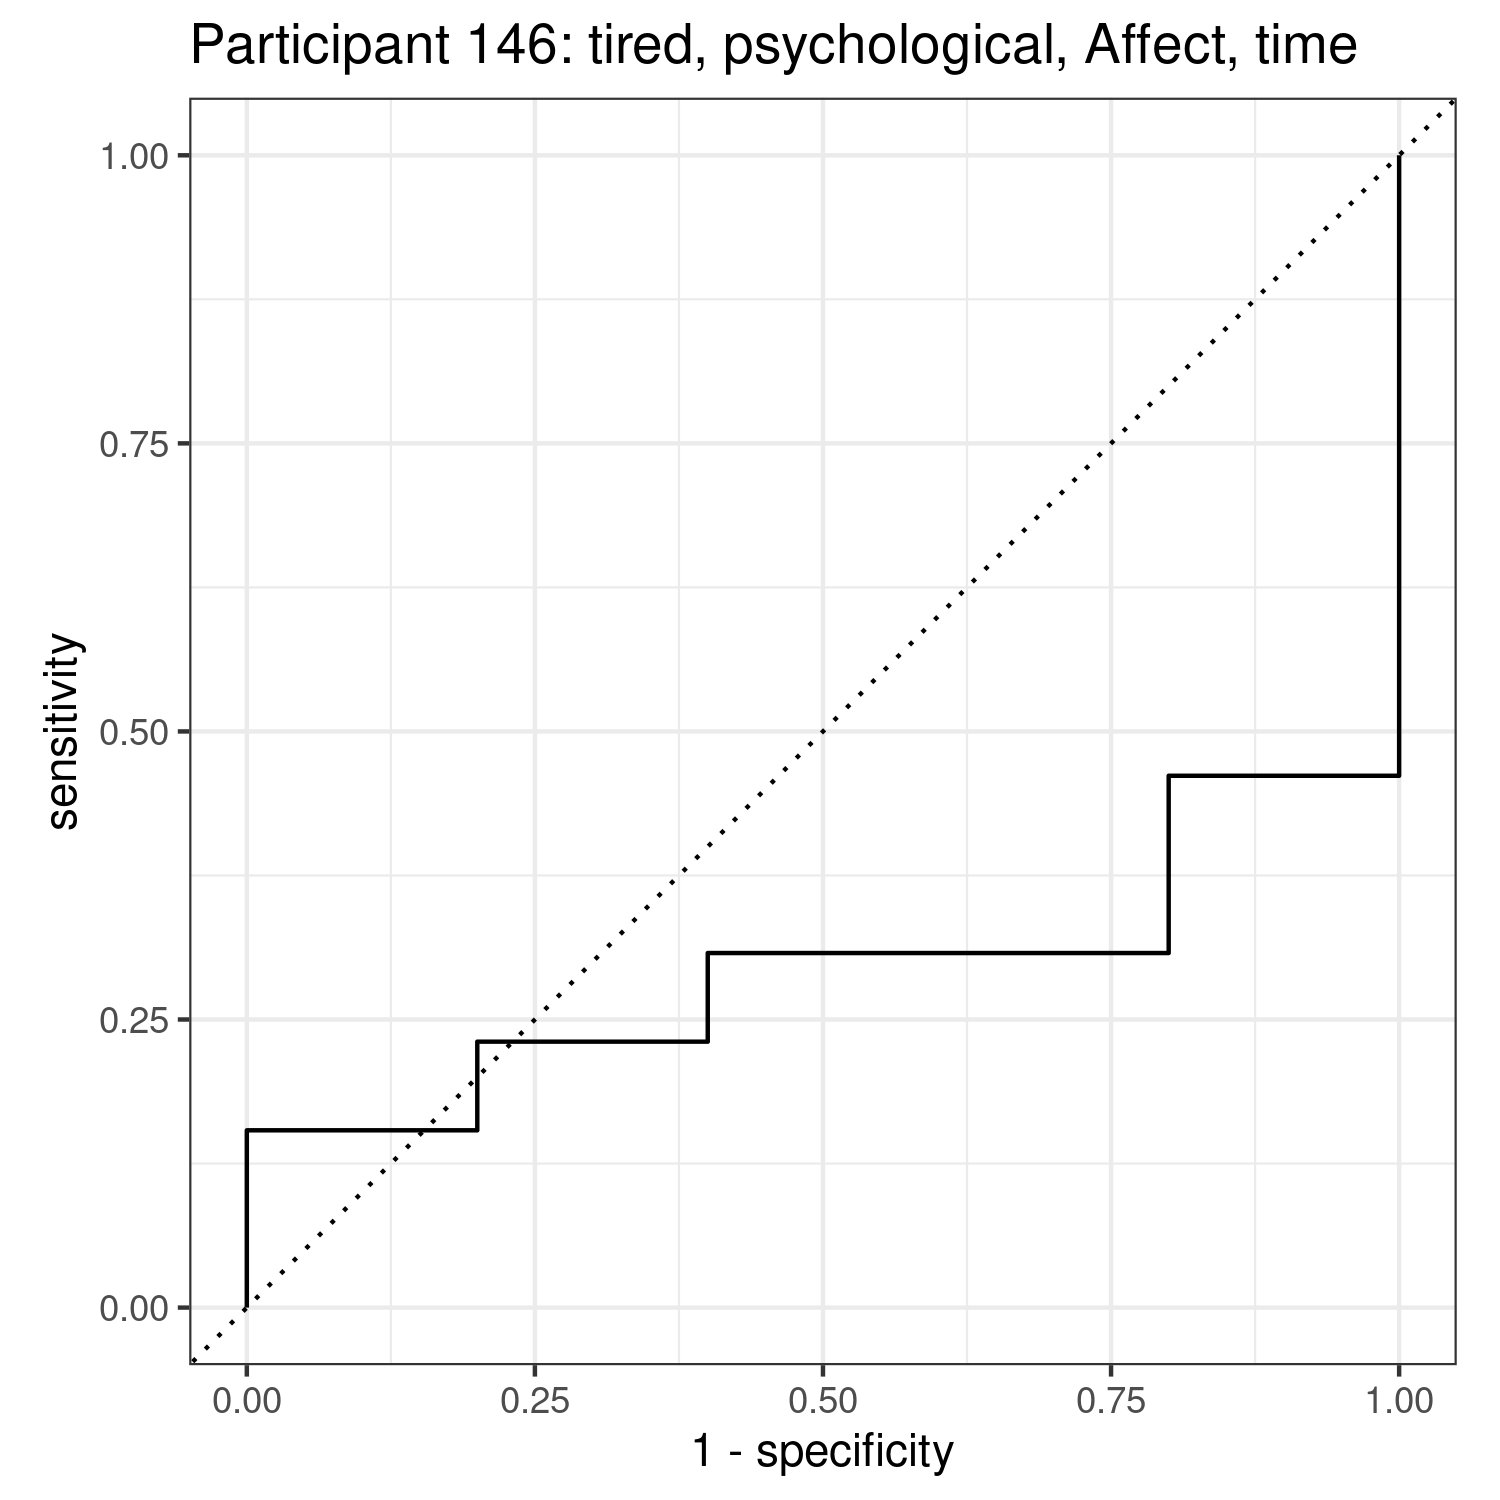 Participant 146: tired, psychological, Affect, time
1.00
0.75
0.50
0.25
0.00
sensitivity
0.00 0.25 0.50 0.75 1.00
1 - specificity